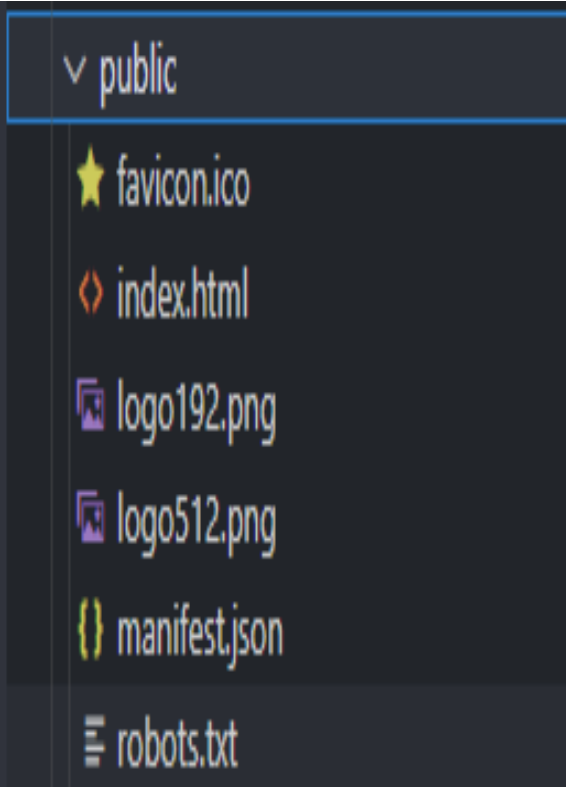 public
favicon.ico
index.html
logo192.png
logo512.png
manifest.json
robots.txt